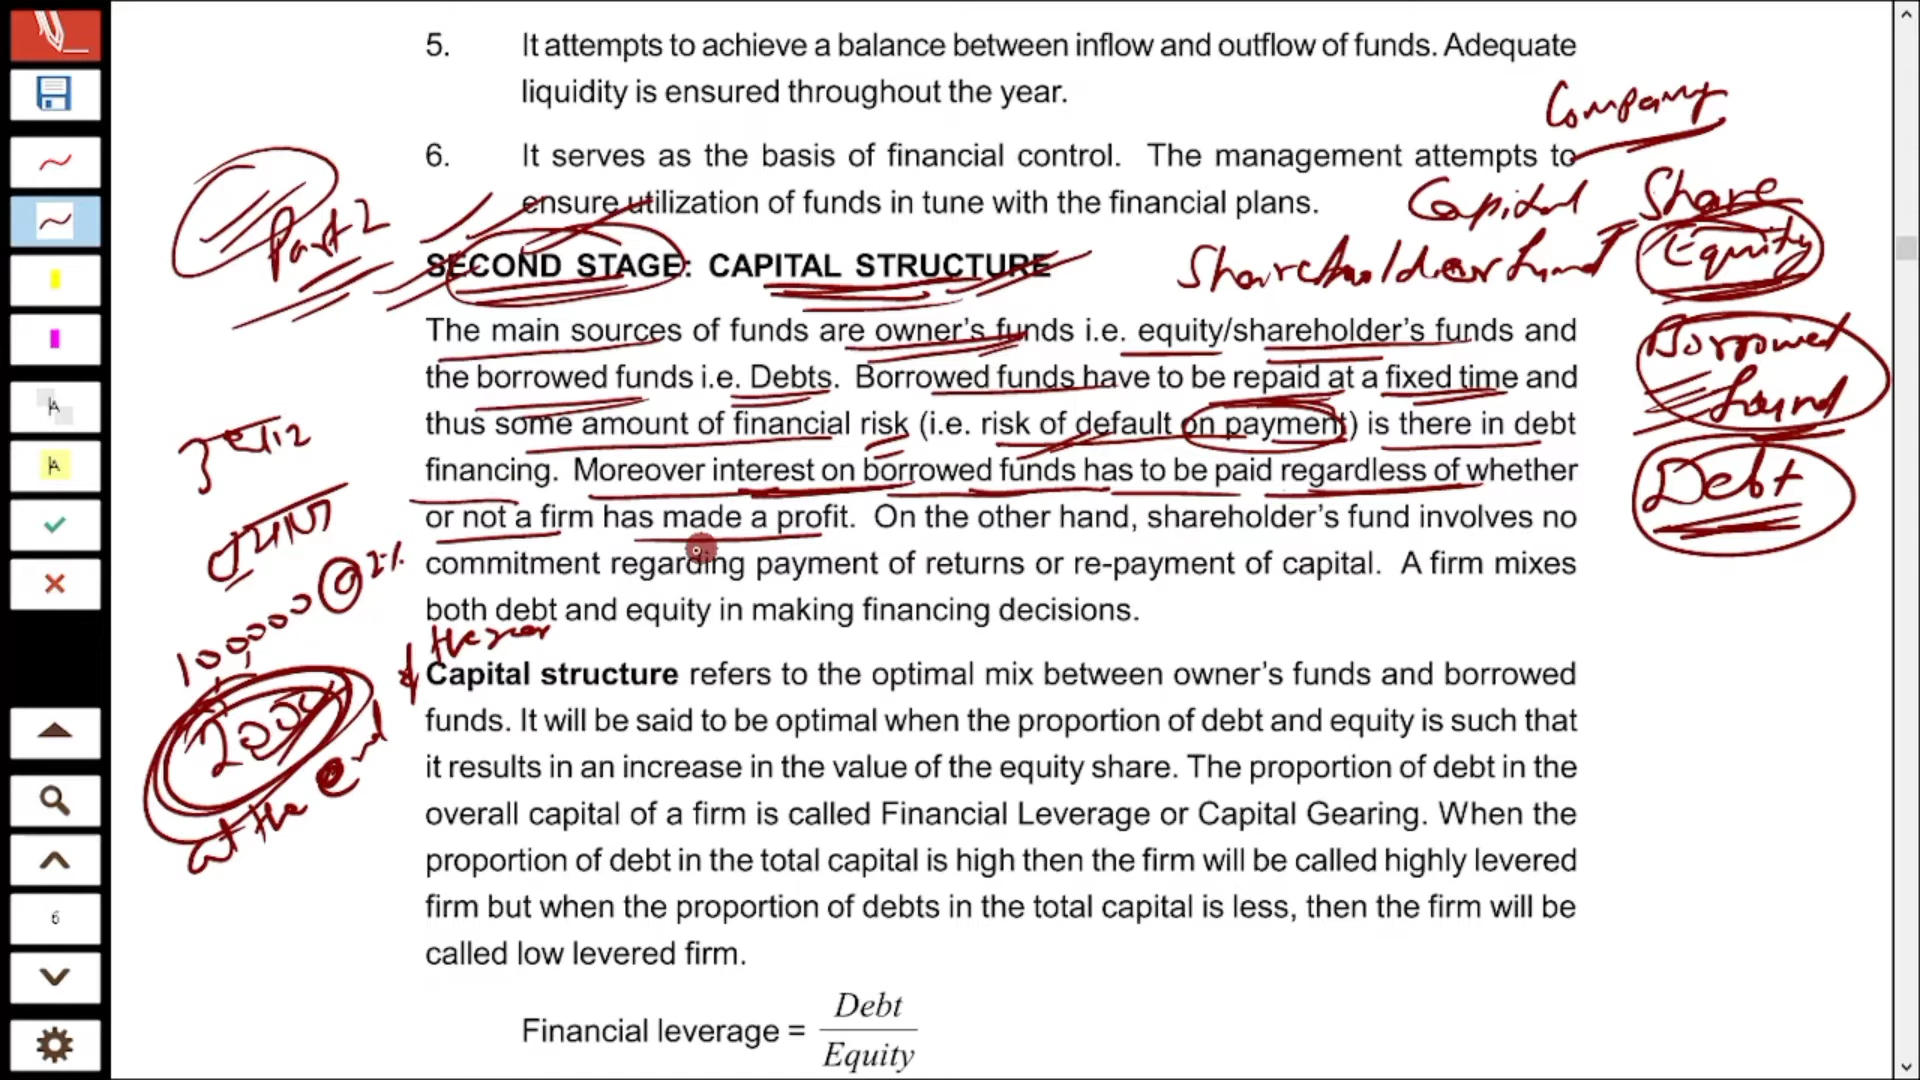 5. It attempts to achieve a balance between inflow and outflow of funds. Adequate
liquidity is ensured throughout the year.
Company
6. It serves as the basis of financial control. The management attempts to
ensure utilization of funds in tune with the financial plans.
Capital
Share
Part 2
SECOND STAGE: CAPITAL STRUCTURE
Equity
The main sources of funds are owner's funds i.e. equity/shareholder's funds and
Borrowed
the borrowed funds i.e. Debts. Borrowed funds have to be repaid at a fixed time and
thus some amount of financial risk (i.e. risk of default on payment) is there in debt
financing. Moreover interest on borrowed funds has to be paid regardless of whether
Debt
or not a firm has made a profit. On the other hand, shareholder's fund involves no
commitment regarding payment of returns or re-payment of capital. A firm mixes
both debt and equity in making financing decisions.
Capital structure refers to the optimal mix between owner's funds and borrowed
funds. It will be said to be optimal when the proportion of debt and equity is such that
it results in an increase in the value of the equity share. The proportion of debt in the
overall capital of a firm is called Financial Leverage or Capital Gearing. When the
at the end
proportion of debt in the total capital is high then the firm will be called highly levered
6
firm but when the proportion of debts in the total capital is less, then the firm will be
called low levered firm.
Financial leverage = Debt
Equity